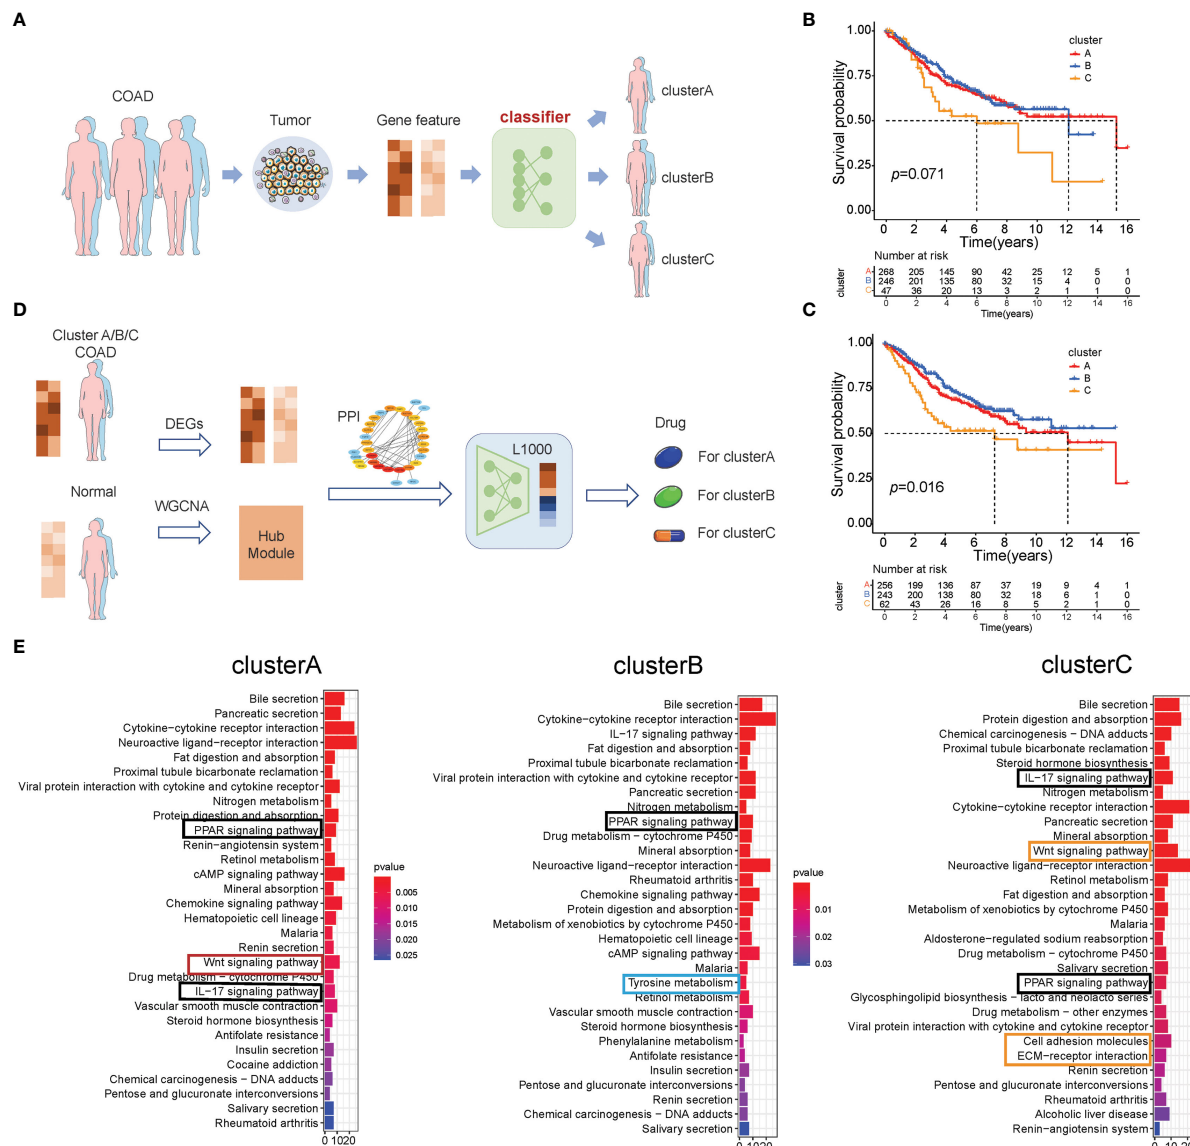 A
COAD
Tumor
Gene feature
classifier
clusterA
clusterB
clusterC
B
Survival probability
1.00
0.75
0.50
0.25
0.00
cluster
A
B
C
p=0.071
0 2 4 6 8 10 12 14 16
Time(years)
Number at risk
cluster
A 268 205 145 90 42 25 12 5 1
B 246 201 135 80 32 15 4 0 0
C 47 36 20 13 3 2 1 1 0
0 2 4 6 8 10 12 14 16
Time(years)
C
Survival probability
1.00
0.75
0.50
0.25
0.00
cluster
A
B
C
p=0.016
0 2 4 6 8 10 12 14 16
Time(years)
Number at risk
cluster
A 256 199 136 87 37 19 9 4 1
B 243 200 138 80 32 18 6 1 0
C 62 43 26 16 8 5 2 1 0
0 2 4 6 8 10 12 14 16
Time(years)
D
Cluster A/B/C
COAD
Normal
DEGs
WGCNA
Hub
Module
PPI
L1000
Drug
For clusterA
For clusterB
For clusterC
E
clusterA
Bile secretion
Pancreatic secretion
Cytokine−cytokine receptor interaction
Neuroactive ligand−receptor interaction
Fat digestion and absorption
Proximal tubule bicarbonate reclamation
Viral protein interaction with cytokine and cytokine receptor
Nitrogen metabolism
Protein digestion and absorption
PPAR signaling pathway
Renin−angiotensin system
Retinol metabolism
cAMP signaling pathway
Mineral absorption
Chemokine signaling pathway
Hematopoietic cell lineage
Malaria
Renin secretion
Wnt signaling pathway
Drug metabolism − cytochrome P450
IL−17 signaling pathway
Vascular smooth muscle contraction
Steroid hormone biosynthesis
Antifolate resistance
Insulin secretion
Cocaine addiction
Chemical carcinogenesis − DNA adducts
Pentose and glucuronate interconversions
Salivary secretion
Rheumatoid arthritis
0 10 20
pvalue
0.005
0.010
0.015
0.020
0.025
clusterB
Bile secretion
Cytokine−cytokine receptor interaction
IL−17 signaling pathway
Fat digestion and absorption
Proximal tubule bicarbonate reclamation
Viral protein interaction with cytokine and cytokine receptor
Pancreatic secretion
Nitrogen metabolism
PPAR signaling pathway
Drug metabolism − cytochrome P450
Mineral absorption
Neuroactive ligand−receptor interaction
Rheumatoid arthritis
Chemokine signaling pathway
Protein digestion and absorption
Metabolism of xenobiotics by cytochrome P450
Hematopoietic cell lineage
cAMP signaling pathway
Malaria
Tyrosine metabolism
Retinol metabolism
Vascular smooth muscle contraction
Steroid hormone biosynthesis
Phenylalanine metabolism
Antifolate resistance
Insulin secretion
Pentose and glucuronate interconversions
Renin secretion
Chemical carcinogenesis − DNA adducts
Salivary secretion
0 10 20
pvalue
0.01
0.02
0.03
clusterC
Bile secretion
Protein digestion and absorption
Chemical carcinogenesis − DNA adducts
Proximal tubule bicarbonate reclamation
Steroid hormone biosynthesis
IL−17 signaling pathway
Nitrogen metabolism
Cytokine−cytokine receptor interaction
Pancreatic secretion
Mineral absorption
Wnt signaling pathway
Neuroactive ligand−receptor interaction
Retinol metabolism
Fat digestion and absorption
Metabolism of xenobiotics by cytochrome P450
Malaria
Aldosterone−regulated sodium reabsorption
Drug metabolism − cytochrome P450
Salivary secretion
PPAR signaling pathway
Glycosphingolipid biosynthesis − lacto and neolacto series
Drug metabolism − other enzymes
Viral protein interaction with cytokine and cytokine receptor
Cell adhesion molecules
ECM−receptor interaction
Renin secretion
Pentose and glucuronate interconversions
Rheumatoid arthritis
Alcoholic liver disease
Renin−angiotensin system